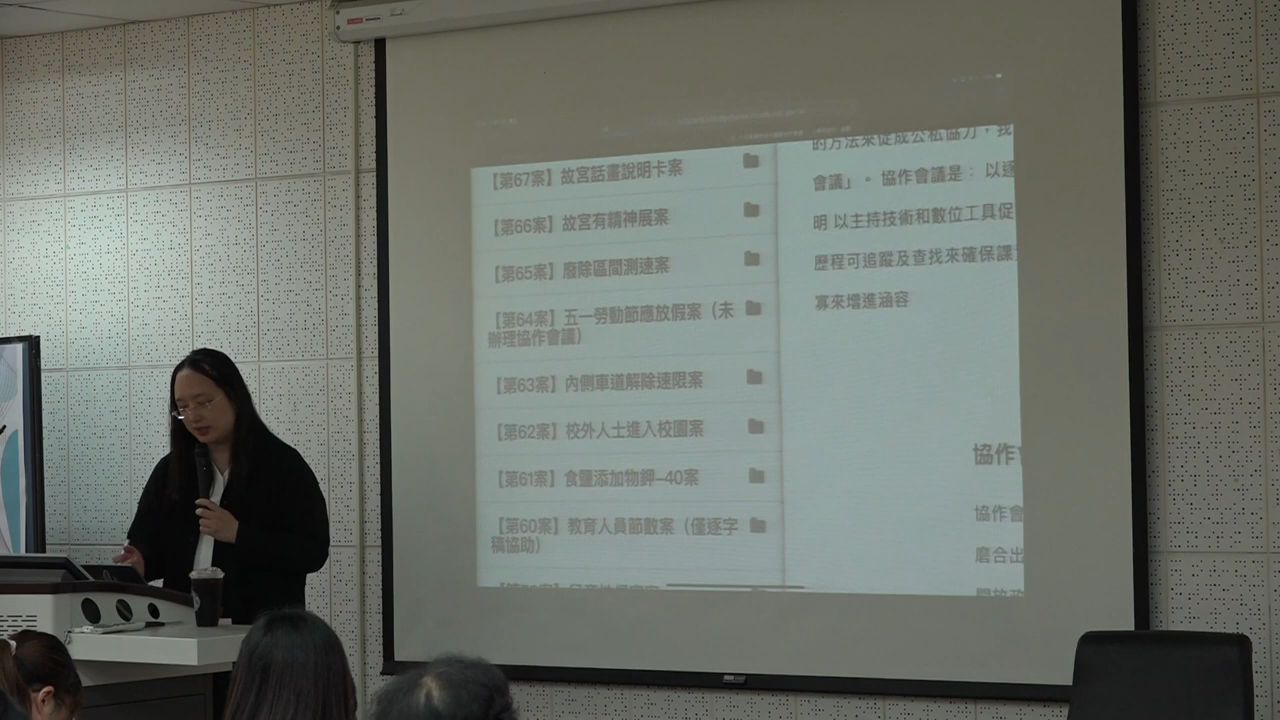 【第67案】故宮話畫說明卡案
【第66案】故宮有精神展案
【第65案】廢除區間測速案
【第64案】五一勞動節應放假案（未
辦理協作會議）
【第63案】內側車道解除速限案
【第62案】校外人士進入校園案
【第61案】食鹽添加物鉀-40案
【第60案】教育人員節數案（僅逐字
稿協助）
的方法來促成公私協力，我
會議」。 協作會議是： 以逐
明 以主持技術和數位工具促
歷程可追蹤及查找來確保課
寡來增進涵容
協作
協作會
磨合出
開放政